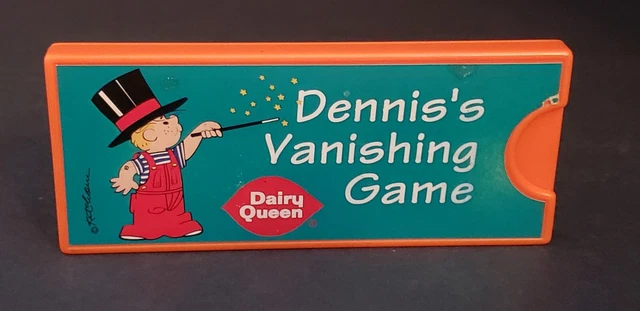 Dennis's
Vanishing
Game
Dairy
Queen
®
©